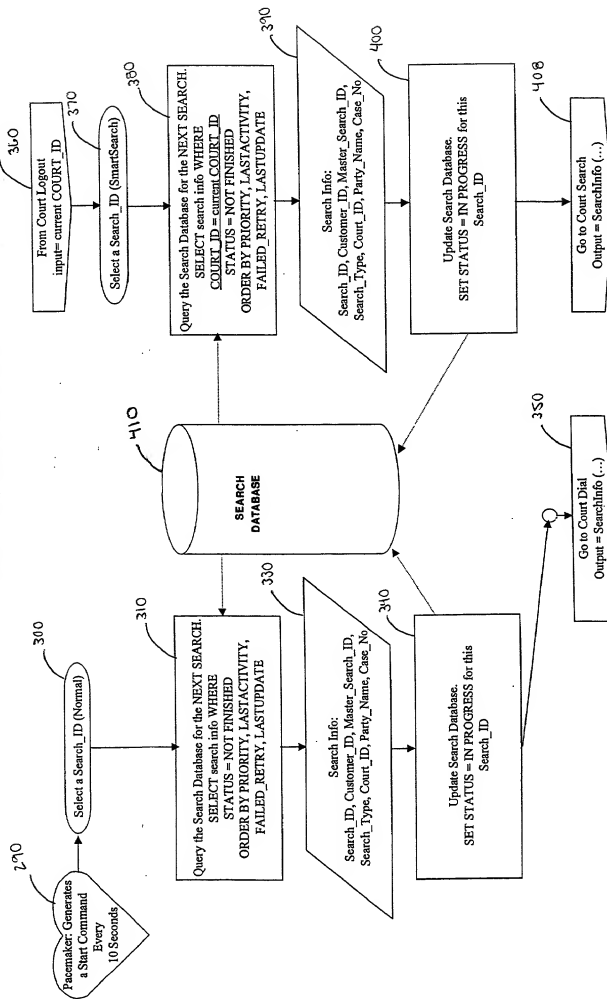 290
Pacemaker: Generates
a Start Command
Every
10 Seconds
300
Select a Search_ID (Normal)
310
Query the Search Database for the NEXT SEARCH.
SELECT search info WHERE
STATUS = NOT FINISHED
ORDER BY PRIORITY, LASTACTIVITY,
FAILED_RETRY, LASTUPDATE
330
Search Info:
Search_ID, Customer_ID, Master_Search_ID,
Search_Type, Court_ID, Party_Name, Case_No
340
Update Search Database.
SET STATUS = IN PROGRESS for this
Search_ID
350
Go to Court Dial
Output = SearchInfo (...)
410
SEARCH
DATABASE
360
From Court Logout
input= current COURT_ID
370
Select a Search_ID (SmartSearch)
380
Query the Search Database for the NEXT SEARCH.
SELECT search info WHERE
COURT_ID = current COURT_ID
STATUS = NOT FINISHED
ORDER BY PRIORITY, LASTACTIVITY,
FAILED_RETRY, LASTUPDATE
390
Search Info:
Search_ID, Customer_ID, Master_Search_ID,
Search_Type, Court_ID, Party_Name, Case_No
400
Update Search Database.
SET STATUS = IN PROGRESS for this
Search_ID
408
Go to Court Search
Output = SearchInfo (...)